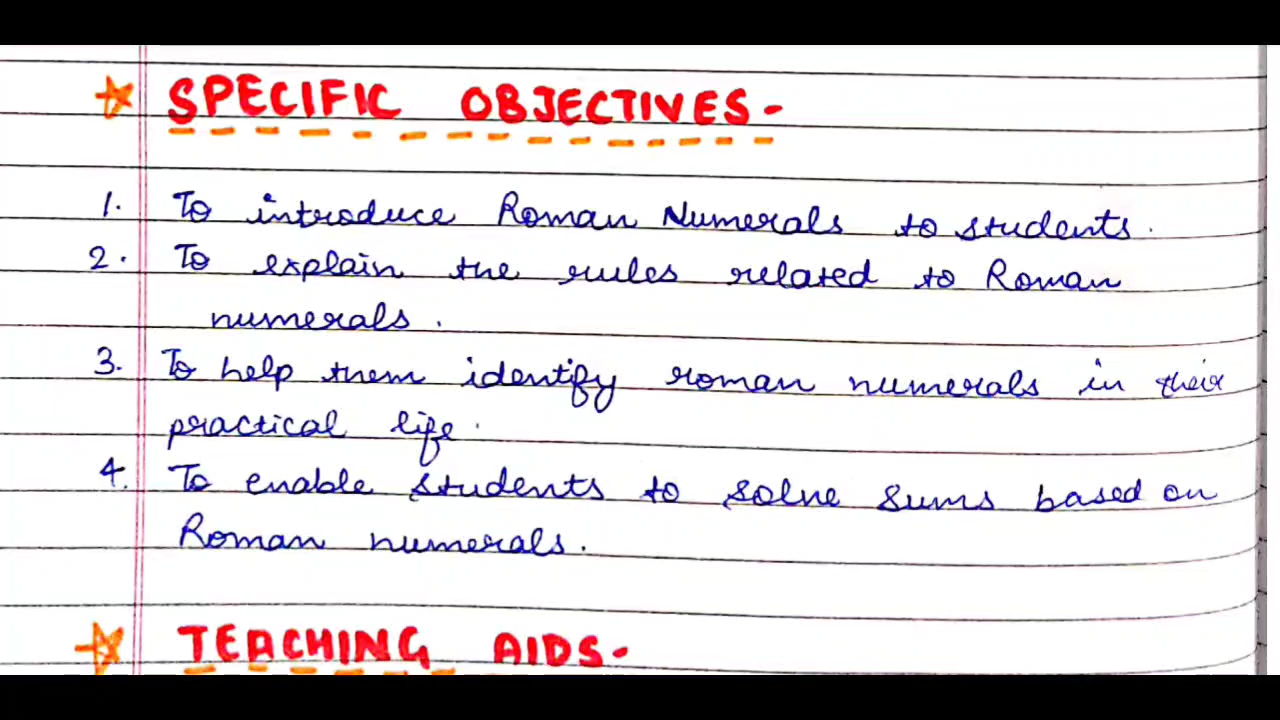 SPECIFIC OBJECTIVES-
1. To introduce Roman Numerals to students.
2. To explain the rules related to Roman
numerals.
3. To help them identify roman numerals in their
practical life.
4. To enable students to solve sums based on
Roman numerals.
TEACHING AIDS-